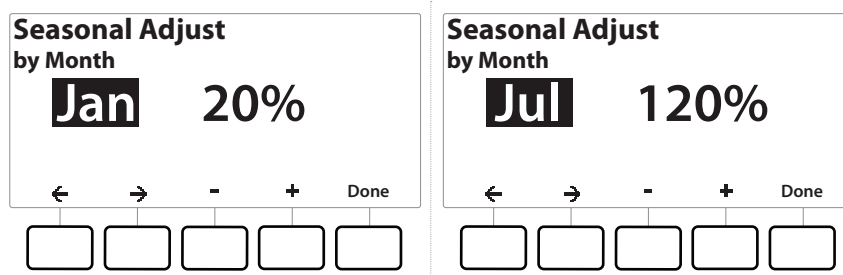 Seasonal Adjust
by Month
Jan 20%
← → - + Done
Seasonal Adjust
by Month
Jul 120%
← → - + Done